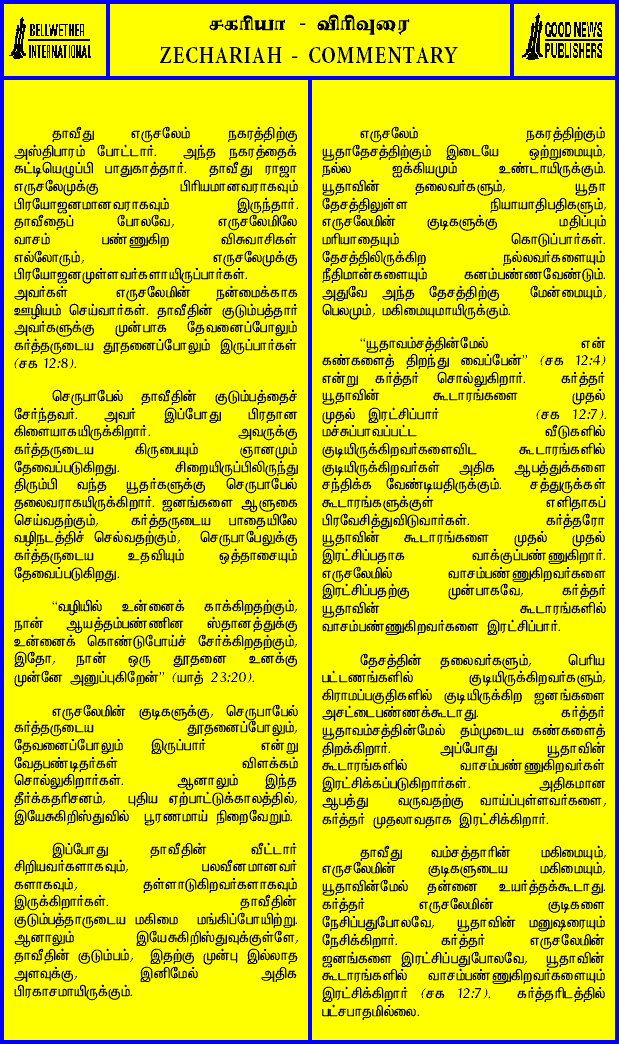 BELLWETHER
INTERNATIONAL
சகரியா - விரிவுரை
ZECHARIAH - COMMENTARY
GOOD NEWS
PUBLISHERS
தாவீது எருசலேம் நகரத்திற்கு
அஸ்திபாரம் போட்டார். அந்த நகரத்தைக்
கட்டியெழுப்பி பாதுகாத்தார். தாவீது ராஜா
எருசலேமுக்கு பிரியமானவராகவும்
பிரயோஜனமானவராகவும் இருந்தார்.
தாவீதைப் போலவே, எருசலேமிலே
வாசம் பண்ணுகிற விசுவாசிகள்
எல்லோரும், எருசலேமுக்கு
பிரயோஜனமுள்ளவர்களாயிருப்பார்கள்.
அவர்கள் எருசலேமின் நன்மைக்காக
ஊழியம் செய்வார்கள். தாவீதின் குடும்பத்தார்
அவர்களுக்கு முன்பாக தேவனைப்போலும்
கர்த்தருடைய தூதனைப்போலும் இருப்பார்கள்
(சக 12:8).
செருபாபேல் தாவீதின் குடும்பத்தைச்
சேர்ந்தவர். அவர் இப்போது பிரதான
கிளையாகயிருக்கிறார். அவருக்கு
கர்த்தருடைய கிருபையும் ஞானமும்
தேவைப்படுகிறது. சிறையிருப்பிலிருந்து
திரும்பி வந்த யூதர்களுக்கு செருபாபேல்
தலைவராகயிருக்கிறார். ஜனங்களை ஆளுகை
செய்வதற்கும், கர்த்தருடைய பாதையிலே
வழிநடத்திச் செல்வதற்கும், செருபாபேலுக்கு
கர்த்தருடைய உதவியும் ஒத்தாசையும்
தேவைப்படுகிறது.
“வழியில் உன்னைக் காக்கிறதற்கும்,
நான் ஆயத்தம்பண்ணின ஸ்தானத்துக்கு
உன்னைக் கொண்டுபோய்ச் சேர்க்கிறதற்கும்,
இதோ, நான் ஒரு தூதனை உனக்கு
முன்னே அனுப்புகிறேன்” (யாத் 23:20).
எருசலேமின் குடிகளுக்கு, செருபாபேல்
கர்த்தருடைய தூதனைப்போலும்,
தேவனைப்போலும் இருப்பார் என்று
வேதபண்டிதர்கள் விளக்கம்
சொல்லுகிறார்கள். ஆனாலும் இந்த
தீர்க்கதரிசனம், புதிய ஏற்பாட்டுக்காலத்தில்,
இயேசுகிறிஸ்துவில் பூரணமாய் நிறைவேறும்.
இப்போது தாவீதின் வீட்டார்
சிறியவர்களாகவும், பலவீனமானவர்
களாகவும், தள்ளாடுகிறவர்களாகவும்
இருக்கிறார்கள். தாவீதின்
குடும்பத்தாருடைய மகிமை மங்கிப்போயிற்று.
ஆனாலும் இயேசுகிறிஸ்துவுக்குள்ளே,
தாவீதின் குடும்பம், இதற்கு முன்பு இல்லாத
அளவுக்கு, இனிமேல் அதிக
பிரகாசமாயிருக்கும்.
எருசலேம் நகரத்திற்கும்
யூதாதேசத்திற்கும் இடையே ஒற்றுமையும்,
நல்ல ஐக்கியமும் உண்டாயிருக்கும்.
யூதாவின் தலைவர்களும், யூதா
தேசத்திலுள்ள நியாயாதிபதிகளும்,
எருசலேமின் குடிகளுக்கு மதிப்பும்
மரியாதையும் கொடுப்பார்கள்.
தேசத்திலிருக்கிற நல்லவர்களையும்
நீதிமான்களையும் கனம்பண்ணவேண்டும்.
அதுவே அந்த தேசத்திற்கு மேன்மையும்,
பெலமும், மகிமையுமாயிருக்கும்.
“யூதாவம்சத்தின்மேல் என்
கண்களைத் திறந்து வைப்பேன்” (சக 12:4)
என்று கர்த்தர் சொல்லுகிறார். கர்த்தர்
யூதாவின் கூடாரங்களை முதல்
முதல் இரட்சிப்பார் (சக 12:7).
மச்சுப்பாவப்பட்ட வீடுகளில்
குடியிருக்கிறவர்களைவிட கூடாரங்களில்
குடியிருக்கிறவர்கள் அதிக ஆபத்துக்களை
சந்திக்க வேண்டியதிருக்கும். சத்துருக்கள்
கூடாரங்களுக்குள் எளிதாகப்
பிரவேசித்துவிடுவார்கள். கர்த்தரோ
யூதாவின் கூடாரங்களை முதல் முதல்
இரட்சிப்பதாக வாக்குப்பண்ணுகிறார்.
எருசலேமில் வாசம்பண்ணுகிறவர்களை
இரட்சிப்பதற்கு முன்பாகவே, கர்த்தர்
யூதாவின் கூடாரங்களில்
வாசம்பண்ணுகிறவர்களை இரட்சிப்பார்.
தேசத்தின் தலைவர்களும், பெரிய
பட்டணங்களில் குடியிருக்கிறவர்களும்,
கிராமப்பகுதிகளில் குடியிருக்கிற ஜனங்களை
அசட்டைபண்ணக்கூடாது. கர்த்தர்
யூதாவம்சத்தின்மேல் தம்முடைய கண்களைத்
திறக்கிறார். அப்போது யூதாவின்
கூடாரங்களில் வாசம்பண்ணுகிறவர்கள்
இரட்சிக்கப்படுகிறார்கள். அதிகமான
ஆபத்து வருவதற்கு வாய்ப்புள்ளவர்களை,
கர்த்தர் முதலாவதாக இரட்சிக்கிறார்.
தாவீது வம்சத்தாரின் மகிமையும்,
எருசலேமின் குடிகளுடைய மகிமையும்,
யூதாவின்மேல் தன்னை உயர்த்தக்கூடாது.
கர்த்தர் எருசலேமின் குடிகளை
நேசிப்பதுபோலவே, யூதாவின் மனுஷரையும்
நேசிக்கிறார். கர்த்தர் எருசலேமின்
ஜனங்களை இரட்சிப்பதுபோலவே, யூதாவின்
கூடாரங்களில் வாசம்பண்ணுகிறவர்களையும்
இரட்சிக்கிறார் (சக 12:7). கர்த்தரிடத்தில்
பட்சபாதமில்லை.